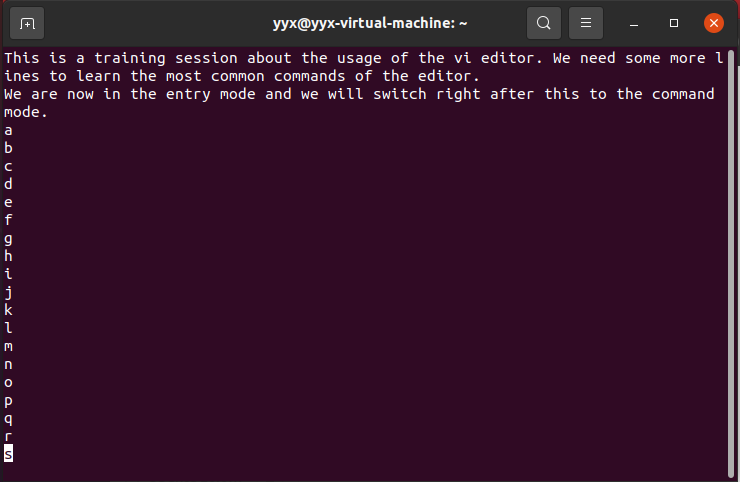 yyx@yyx-virtual-machine: ~
This is a training session about the usage of the vi editor. We need some more l
ines to learn the most common commands of the editor.
We are now in the entry mode and we will switch right after this to the command
mode.
a
b
c
d
e
f
g
h
i
j
k
l
m
n
o
p
q
r
s